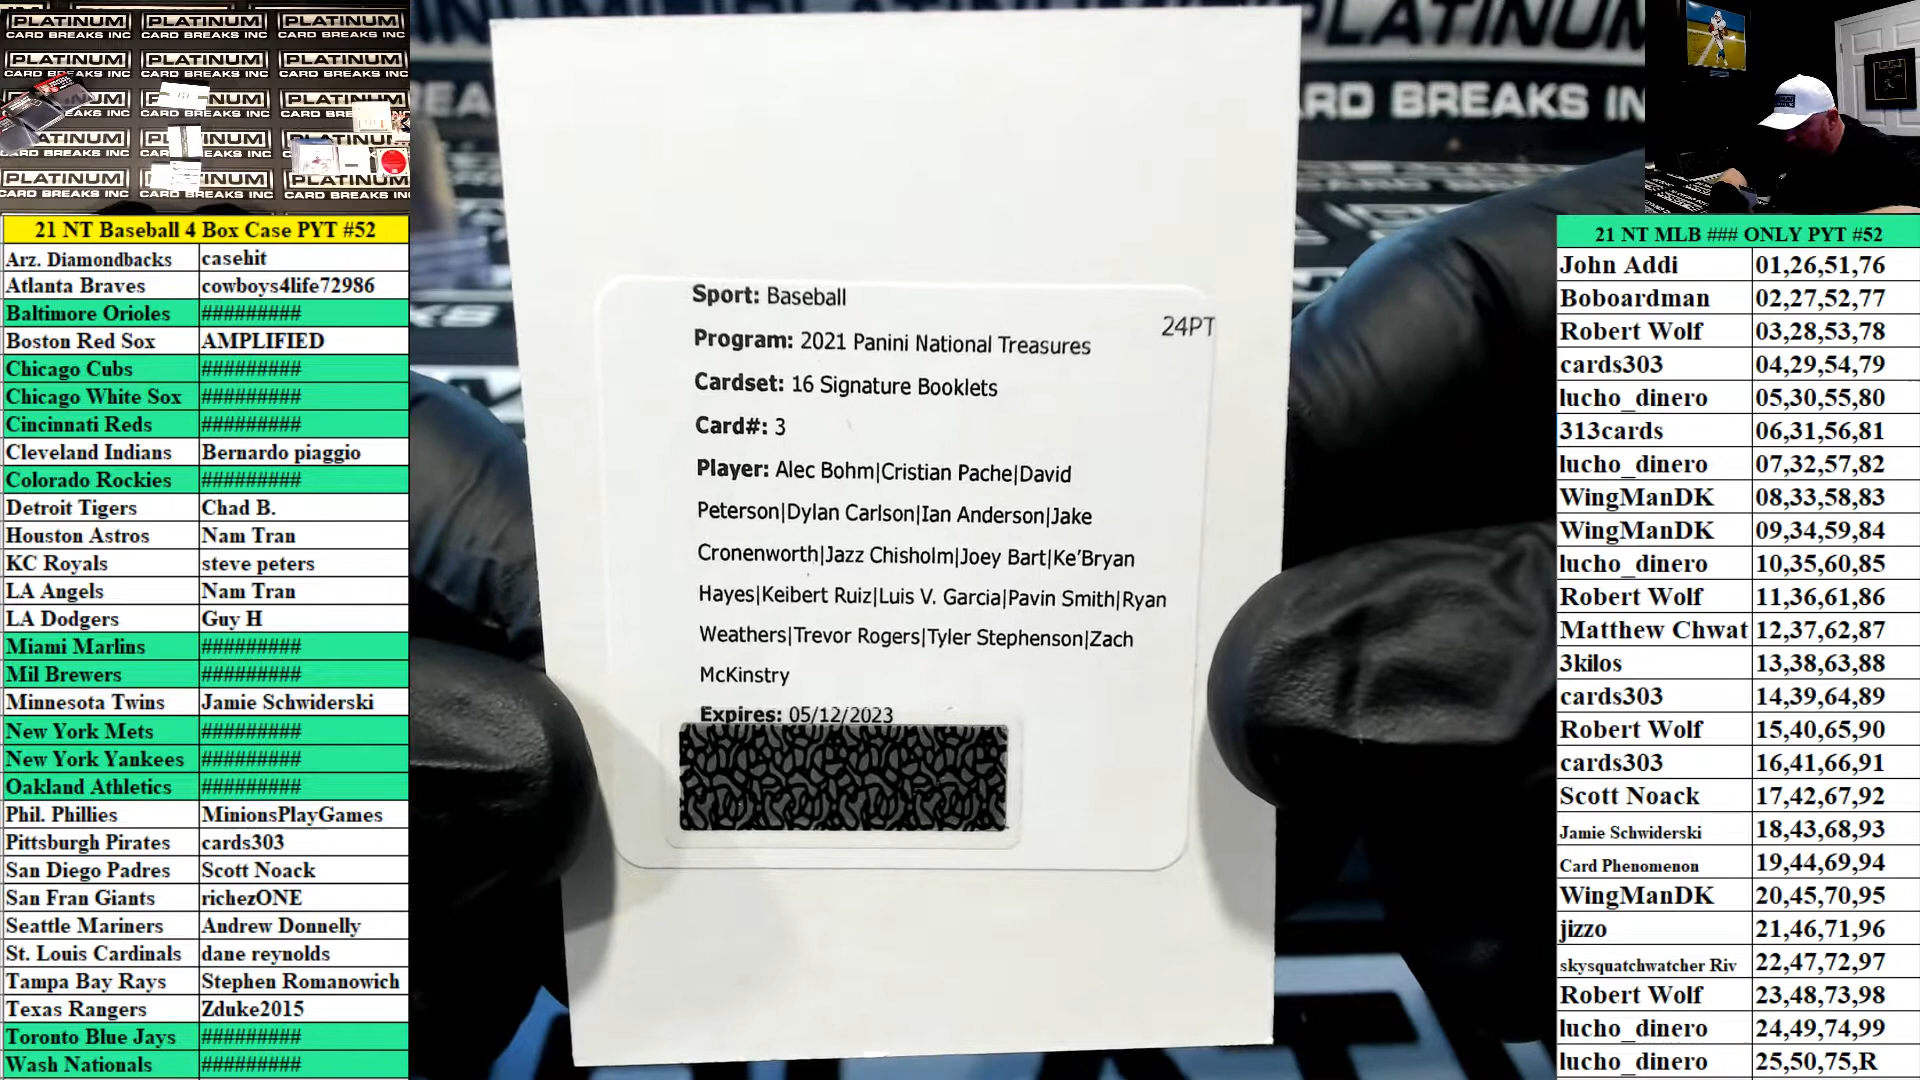 PLATINUM PLATINUM PLATINUM
CARD BREAKS INC CARD BREAKS INC CARD BREAKS INC
21 NT Baseball 4 Box Case PYT #52
Arz. Diamondbacks casehit
Atlanta Braves cowboys4life72986
Baltimore Orioles #########
Boston Red Sox AMPLIFIED
Chicago Cubs #########
Chicago White Sox #########
Cincinnati Reds #########
Cleveland Indians Bernardo piaggio
Colorado Rockies #########
Detroit Tigers Chad B.
Houston Astros Nam Tran
KC Royals steve peters
LA Angels Nam Tran
LA Dodgers Guy H
Miami Marlins #########
Mil Brewers #########
Minnesota Twins Jamie Schwiderski
New York Mets #########
New York Yankees #########
Oakland Athletics #########
Phil. Phillies MinionsPlayGames
Pittsburgh Pirates cards303
San Diego Padres Scott Noack
San Fran Giants richezONE
Seattle Mariners Andrew Donnelly
St. Louis Cardinals dane reynolds
Tampa Bay Rays Stephen Romanowich
Texas Rangers Zduke2015
Toronto Blue Jays #########
Wash Nationals #########
PLATINUM
CARD BREAKS IN
Sport: Baseball
24PT
Program: 2021 Panini National Treasures
Cardset: 16 Signature Booklets
Card#: 3
Player: Alec Bohm|Cristian Pache|David
Peterson|Dylan Carlson|Ian Anderson|Jake
Cronenworth|Jazz Chisholm|Joey Bart|Ke'Bryan
Hayes|Keibert Ruiz|Luis V. Garcia|Pavin Smith|Ryan
Weathers|Trevor Rogers|Tyler Stephenson|Zach
McKinstry
Expires: 05/12/2023
21 NT MLB ### ONLY PYT #52
John Addi 01,26,51,76
Boboardman 02,27,52,77
Robert Wolf 03,28,53,78
cards303 04,29,54,79
lucho_dinero 05,30,55,80
313cards 06,31,56,81
lucho_dinero 07,32,57,82
WingManDK 08,33,58,83
WingManDK 09,34,59,84
lucho_dinero 10,35,60,85
Robert Wolf 11,36,61,86
Matthew Chwat 12,37,62,87
3kilos 13,38,63,88
cards303 14,39,64,89
Robert Wolf 15,40,65,90
cards303 16,41,66,91
Scott Noack 17,42,67,92
Jamie Schwiderski 18,43,68,93
Card Phenomenon 19,44,69,94
WingManDK 20,45,70,95
jizzo 21,46,71,96
skysquatchwatcher Riv 22,47,72,97
Robert Wolf 23,48,73,98
lucho_dinero 24,49,74,99
lucho_dinero 25,50,75,R